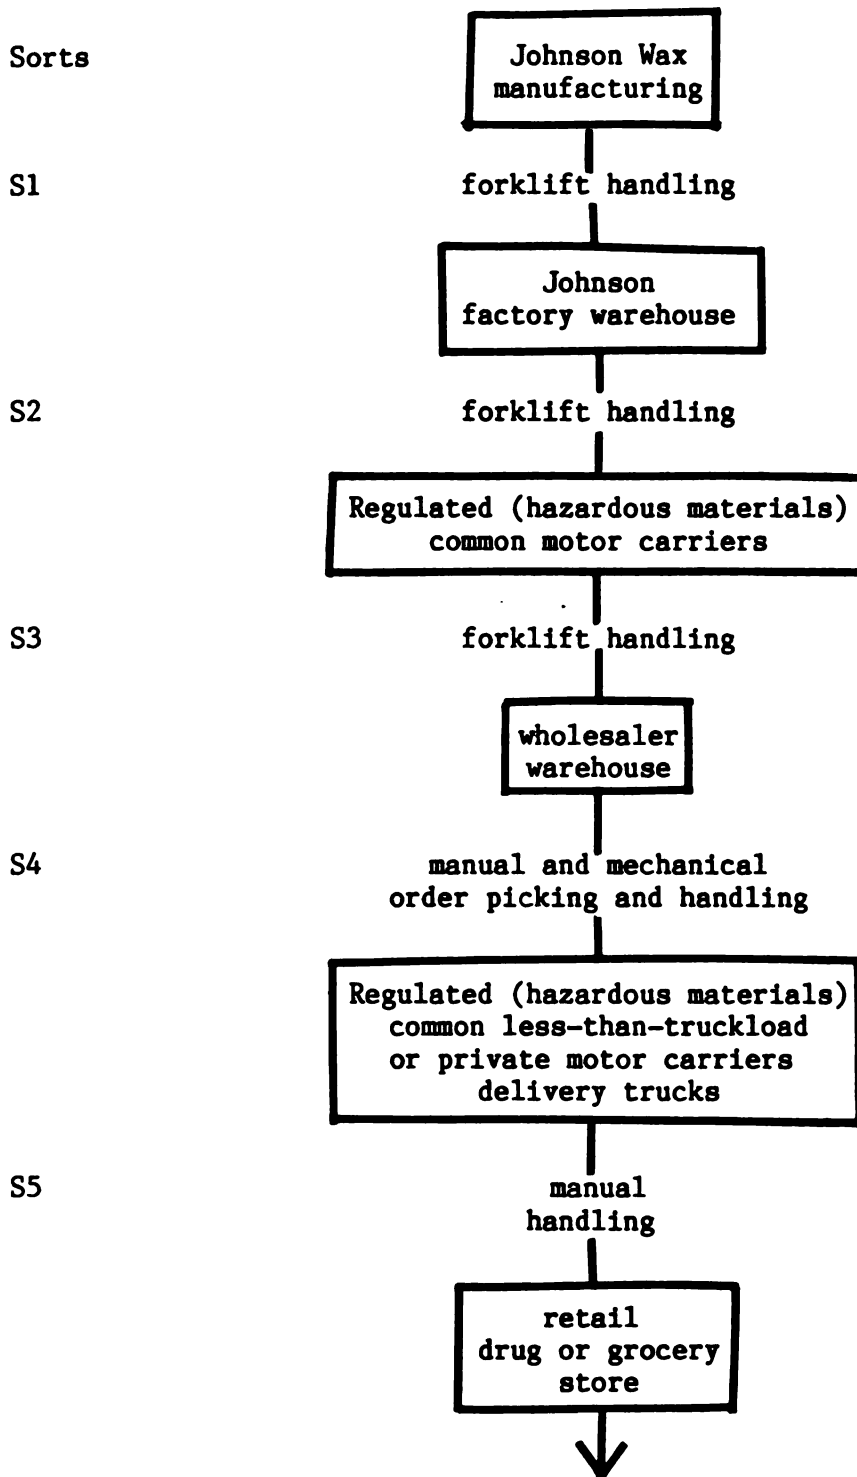 Sorts
Johnson Wax
manufacturing
S1
forklift handling
Johnson
factory warehouse
S2
forklift handling
Regulated (hazardous materials)
common motor carriers
S3
forklift handling
wholesaler
warehouse
S4
manual and mechanical
order picking and handling
Regulated (hazardous materials)
common less-than-truckload
or private motor carriers
delivery trucks
S5
manual
handling
retail
drug or grocery
store